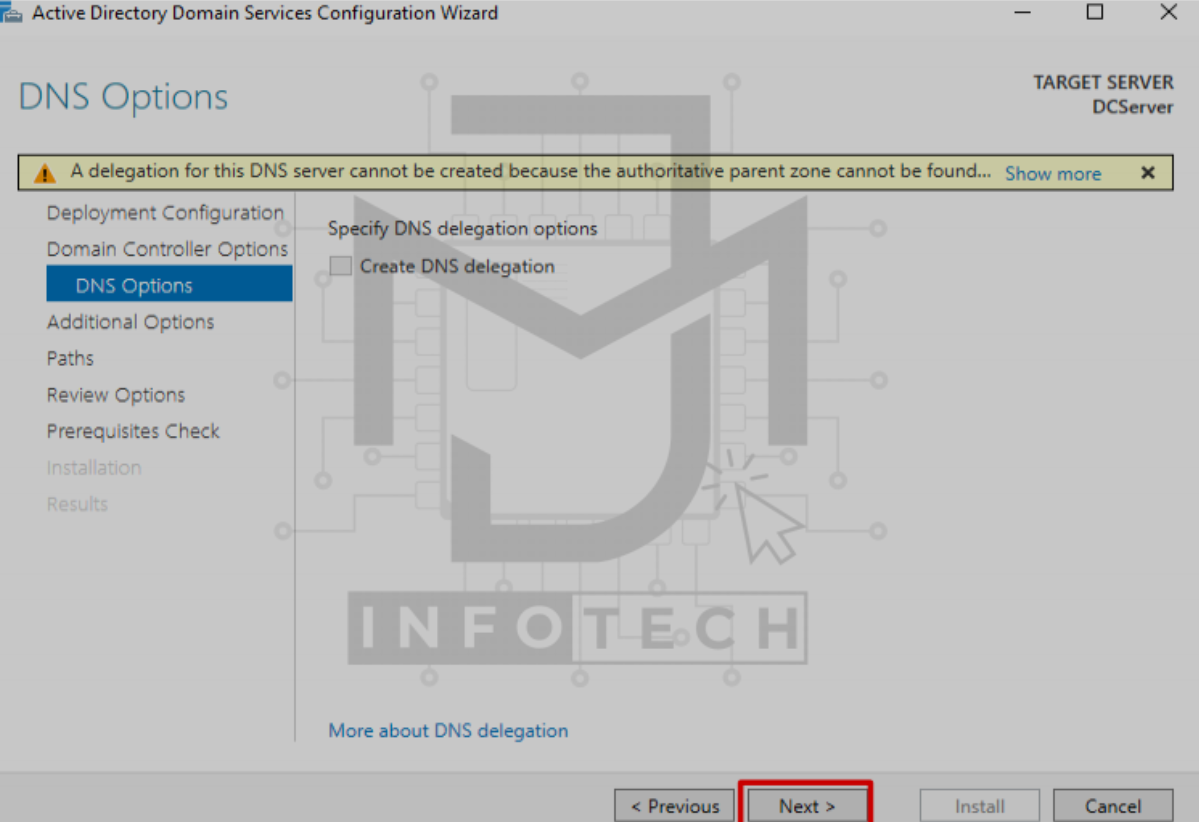 Active Directory Domain Services Configuration Wizard
DNS Options
TARGET SERVER
DCServer
A delegation for this DNS server cannot be created because the authoritative parent zone cannot be found... Show more
Deployment Configuration
Domain Controller Options
DNS Options
Additional Options
Paths
Review Options
Prerequisites Check
Installation
Results
Specify DNS delegation options
Create DNS delegation
INFOTECH
More about DNS delegation
< Previous
Next >
Install
Cancel